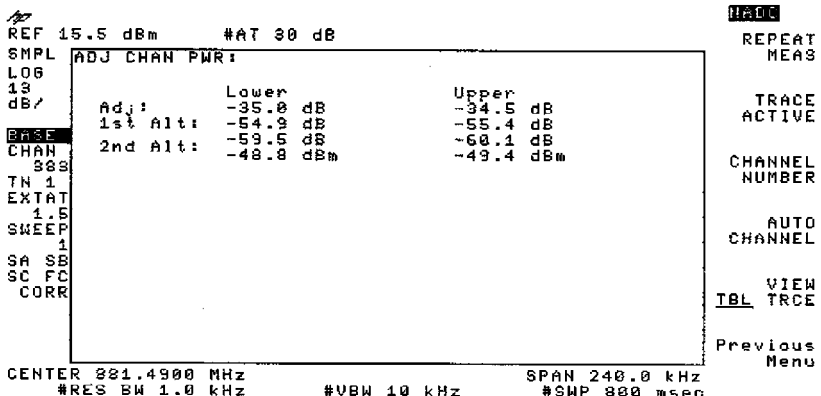 hp
REF 15.5 dBm #AT 30 dB
SMPL
LOG
13
dB/
BASE
CHAN
383
TN 1
EXTAT
1.5
SWEEP
1
SA SB
SC FC
CORR
ADJ CHAN PWR:
Lower Upper
Adj: -35.0 dB -34.5 dB
1st Alt: -54.9 dB -55.4 dB
2nd Alt: -59.5 dB -60.1 dB
-48.8 dBm -49.4 dBm
CENTER 881.4900 MHz SPAN 240.0 kHz
#RES BW 1.0 kHz #VBW 10 kHz #SWP 800 msec
NADC
REPEAT
MEAS
TRACE
ACTIVE
CHANNEL
NUMBER
AUTO
CHANNEL
VIEW
TBL TRCE
Previous
Menu